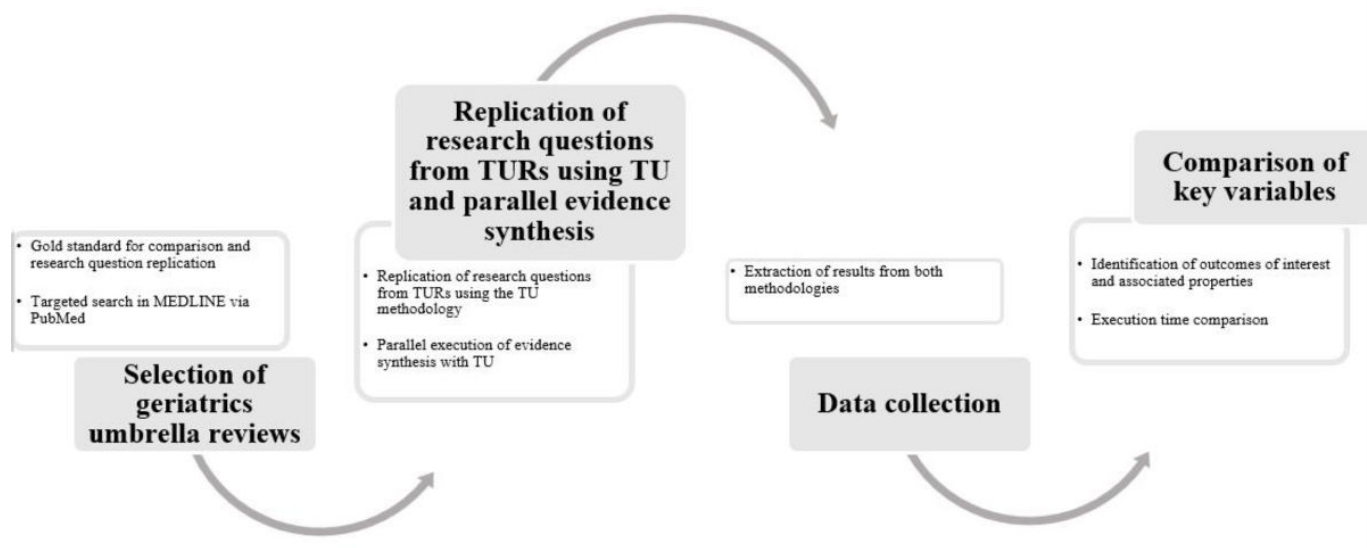 • Gold standard for comparison and
research question replication
• Targeted search in MEDLINE via
PubMed
Selection of
geriatrics
umbrella reviews
Replication of
research questions
from TURs using TU
and parallel evidence
synthesis
• Replication of research questions
from TURs using the TU
methodology
• Parallel execution of evidence
synthesis with TU
• Extraction of results from both
methodologies
Data collection
Comparison of
key variables
• Identification of outcomes of interest
and associated properties
• Execution time comparison